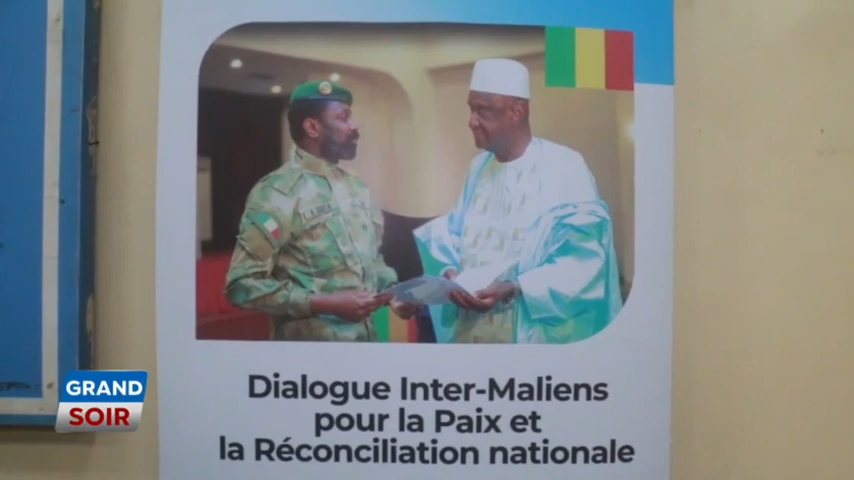 Dialogue Inter-Maliens
pour la Paix et
la Réconciliation nationale
GRAND
SOIR